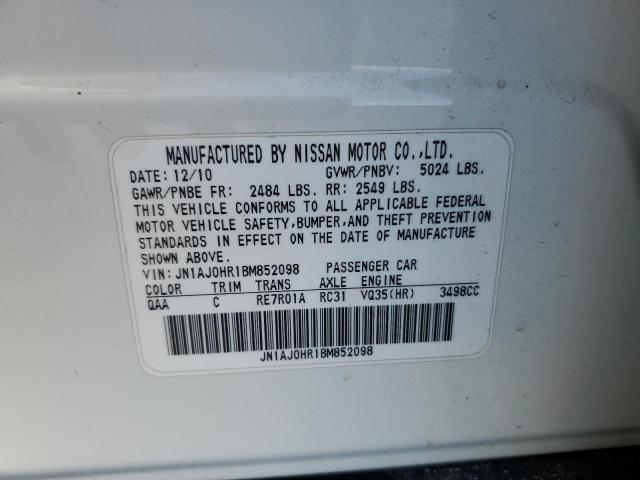 MANUFACTURED BY NISSAN MOTOR CO.,LTD.
DATE: 12/10 GVWR/PNBV: 5024 LBS.
GAWR/PNBE FR: 2484 LBS. RR: 2549 LBS.
THIS VEHICLE CONFORMS TO ALL APPLICABLE FEDERAL
MOTOR VEHICLE SAFETY, BUMPER,AND THEFT PREVENTION
STANDARDS IN EFFECT ON THE DATE OF MANUFACTURE
SHOWN ABOVE.
VIN: JN1AJ0HR1BM852098 PASSENGER CAR
COLOR TRIM TRANS AXLE ENGINE
QAA C RE7R01A RC31 VQ35(HR) 3498CC
JN1AJ0HR1BM852098